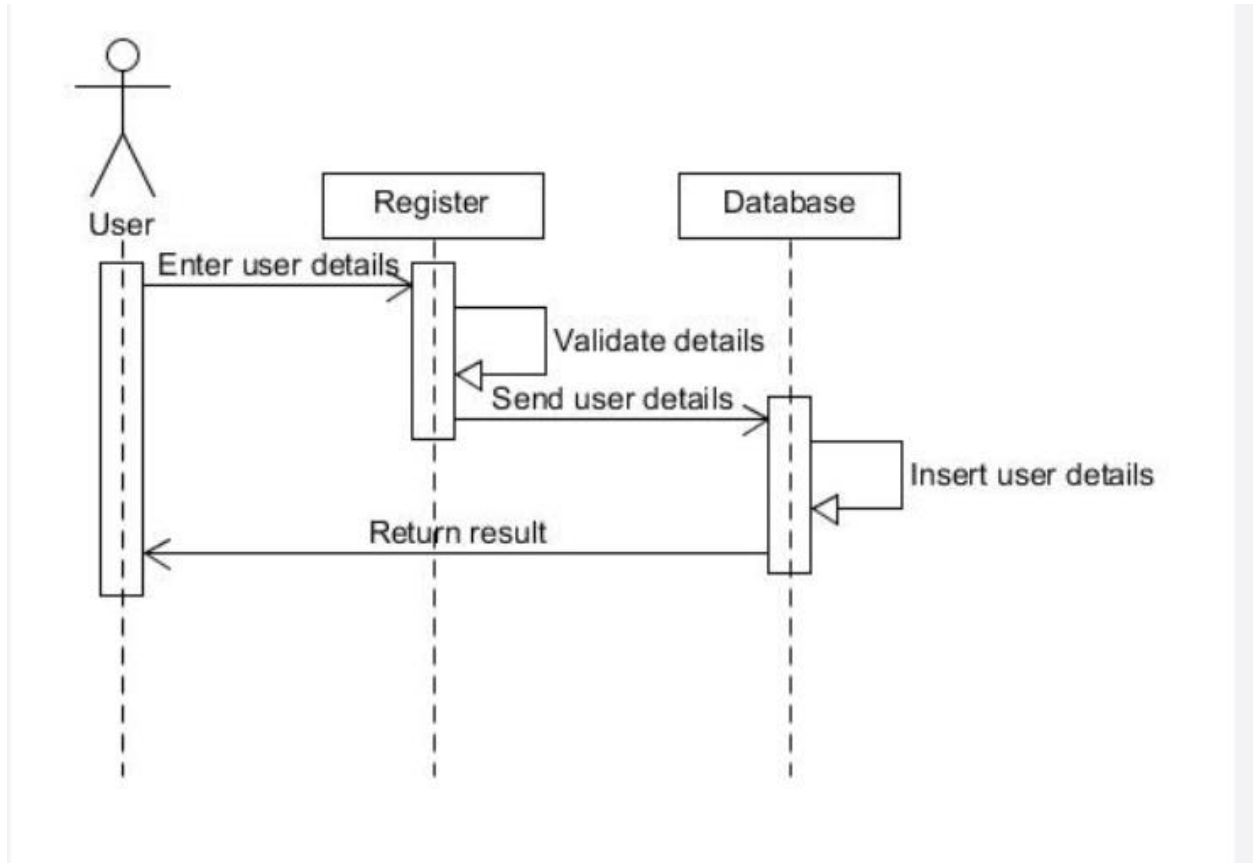 Register
Database
User
Enter user details
Validate details
Send user details
Insert user details
Return result